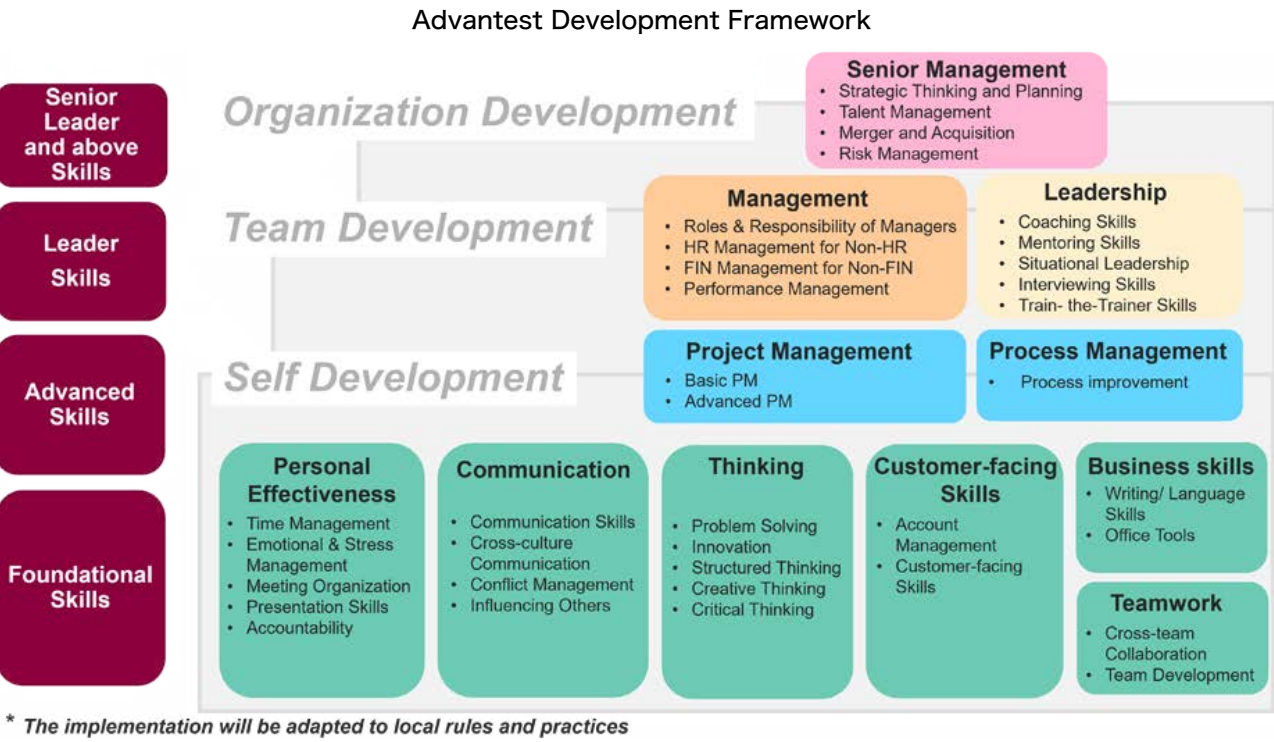 Advantest Development Framework
Senior
Leader
and above
Skills
Organization Development
Senior Management
• Strategic Thinking and Planning
• Talent Management
• Merger and Acquisition
• Risk Management
Leader
Skills
Team Development
Management
• Roles & Responsibility of Managers
• HR Management for Non-HR
• FIN Management for Non-FIN
• Performance Management
Leadership
• Coaching Skills
• Mentoring Skills
• Situational Leadership
• Interviewing Skills
• Train- the-Trainer Skills
Advanced
Skills
Self Development
Project Management
• Basic PM
• Advanced PM
Process Management
• Process improvement
Foundational
Skills
Personal
Effectiveness
• Time Management
• Emotional & Stress
Management
• Meeting Organization
• Presentation Skills
• Accountability
Communication
• Communication Skills
• Cross-culture
Communication
• Conflict Management
• Influencing Others
Thinking
• Problem Solving
• Innovation
• Structured Thinking
• Creative Thinking
• Critical Thinking
Customer-facing
Skills
• Account
Management
• Customer-facing
Skills
Business skills
• Writing/ Language
Skills
• Office Tools
Teamwork
• Cross-team
Collaboration
• Team Development
* The implementation will be adapted to local rules and practices